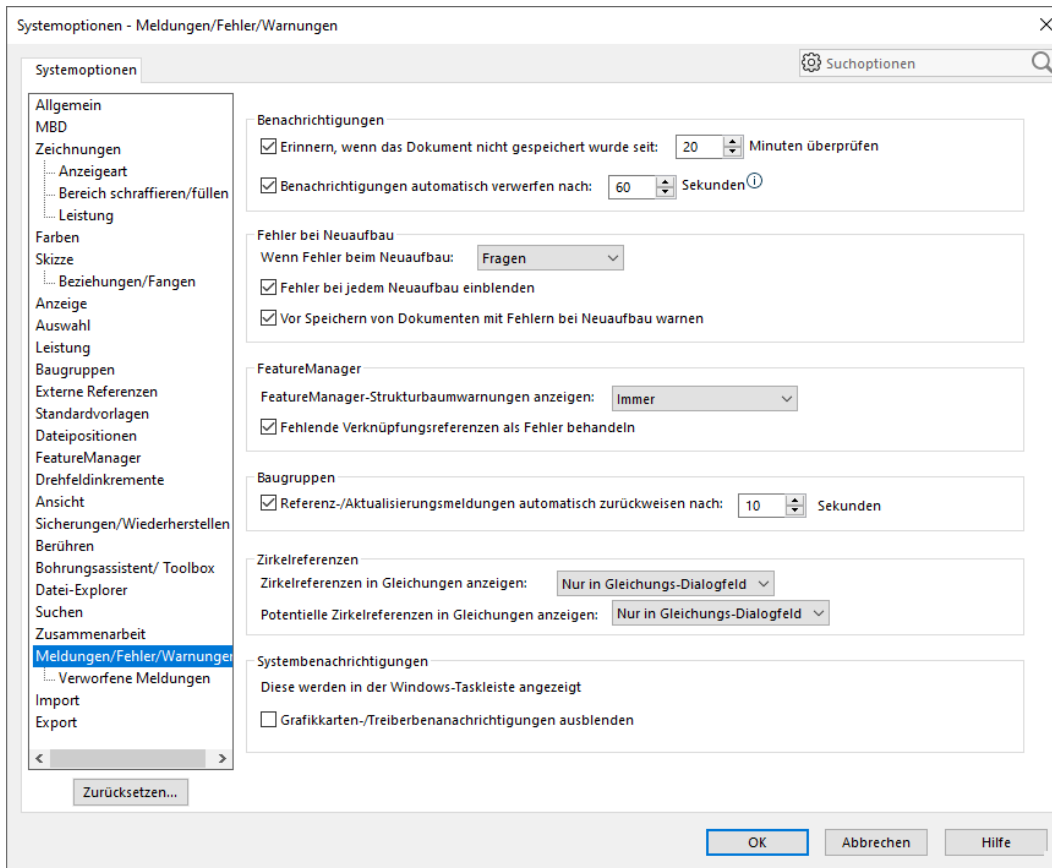 Systemoptionen - Meldungen/Fehler/Warnungen
Systemoptionen
Suchoptionen
Allgemein
MBD
Zeichnungen
Anzeigeart
Bereich schraffieren/füllen
Leistung
Farben
Skizze
Beziehungen/Fangen
Anzeige
Auswahl
Leistung
Baugruppen
Externe Referenzen
Standardvorlagen
Dateipositionen
FeatureManager
Drehfeldinkremente
Ansicht
Sicherungen/Wiederherstellen
Berühren
Bohrungsassistent/ Toolbox
Datei-Explorer
Suchen
Zusammenarbeit
Meldungen/Fehler/Warnungen
Verworfene Meldungen
Import
Export
Zurücksetzen...
Benachrichtigungen
Erinnern, wenn das Dokument nicht gespeichert wurde seit: 20 Minuten überprüfen
Benachrichtigungen automatisch verwerfen nach: 60 Sekunden
Fehler bei Neuaufbau
Wenn Fehler beim Neuaufbau: Fragen
Fehler bei jedem Neuaufbau einblenden
Vor Speichern von Dokumenten mit Fehlern bei Neuaufbau warnen
FeatureManager
FeatureManager-Strukturbaumwarnungen anzeigen: Immer
Fehlende Verknüpfungsreferenzen als Fehler behandeln
Baugruppen
Referenz-/Aktualisierungsmeldungen automatisch zurückweisen nach: 10 Sekunden
Zirkelreferenzen
Zirkelreferenzen in Gleichungen anzeigen: Nur in Gleichungs-Dialogfeld
Potentielle Zirkelreferenzen in Gleichungen anzeigen: Nur in Gleichungs-Dialogfeld
Systembenachrichtigungen
Diese werden in der Windows-Taskleiste angezeigt
Grafikkarten-/Treiberbenanachrichtigungen ausblenden
OK
Abbrechen
Hilfe